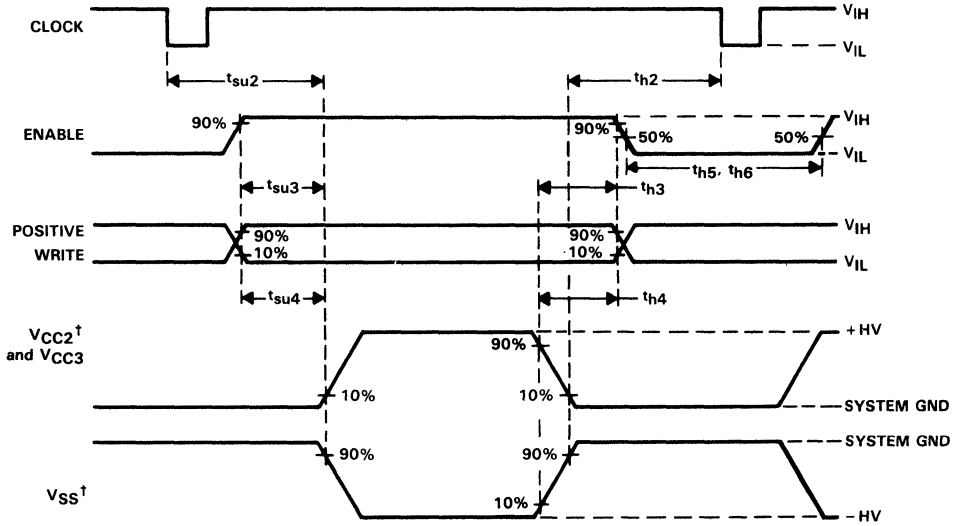 CLOCK
VIH
VIL
tsu2
th2
ENABLE
90%
90%
50%
50%
VIH
VIL
th5, th6
tsu3
th3
POSITIVE
WRITE
90%
10%
90%
10%
VIH
VIL
tsu4
th4
VCC2†
and VCC3
90%
10%
10%
+HV
SYSTEM GND
SYSTEM GND
90%
90%
VSS†
10%
-HV